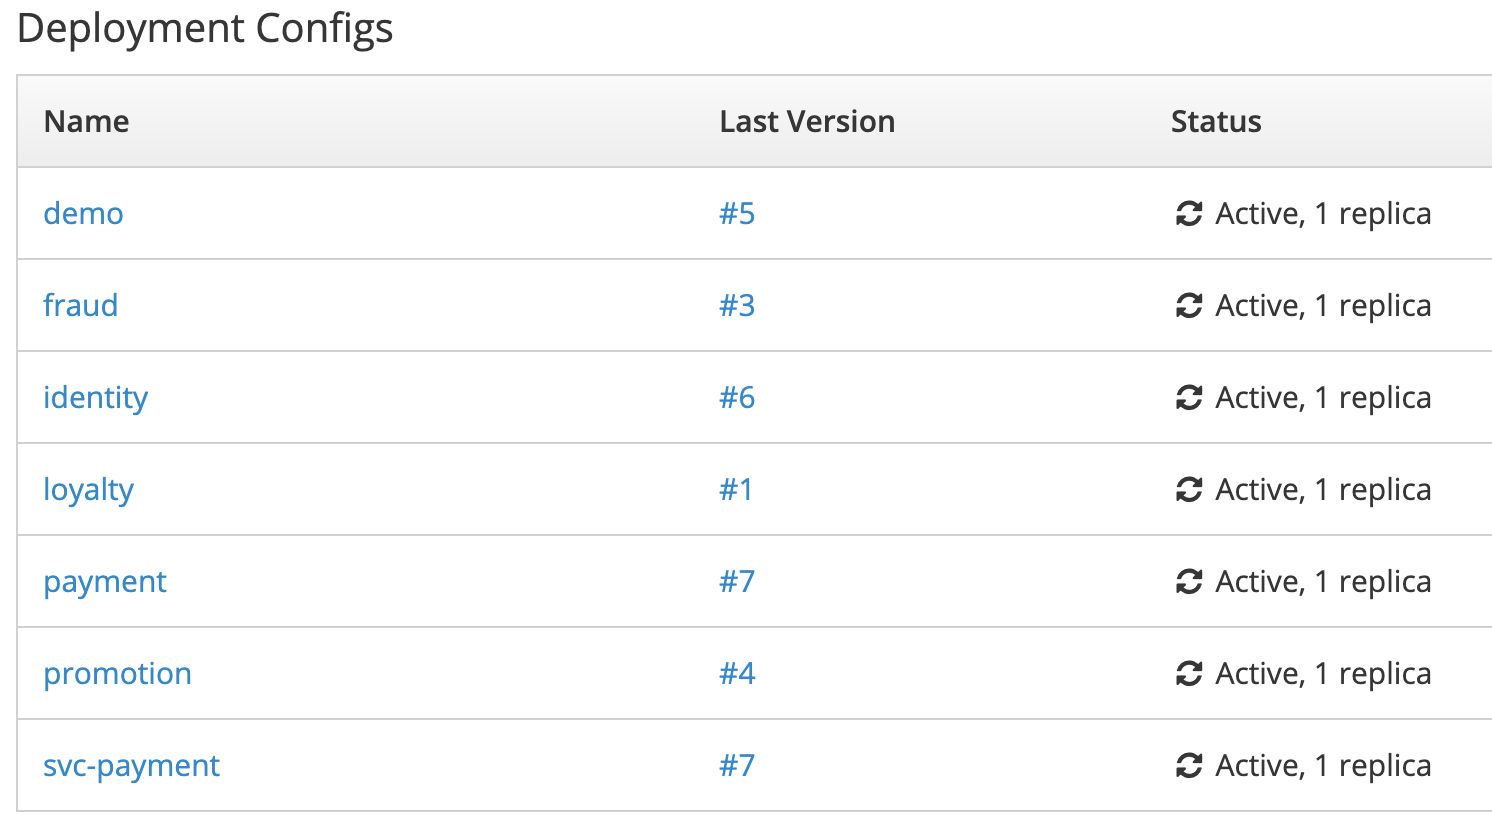 Deployment Configs
Name Last Version Status
demo #5 Active, 1 replica
fraud #3 Active, 1 replica
identity #6 Active, 1 replica
loyalty #1 Active, 1 replica
payment #7 Active, 1 replica
promotion #4 Active, 1 replica
svc-payment #7 Active, 1 replica